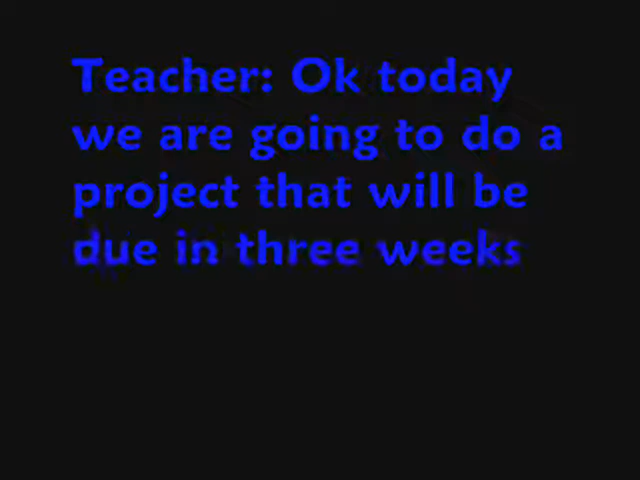 Teacher: Ok today
we are going to do a
project that will be
due in three weeks